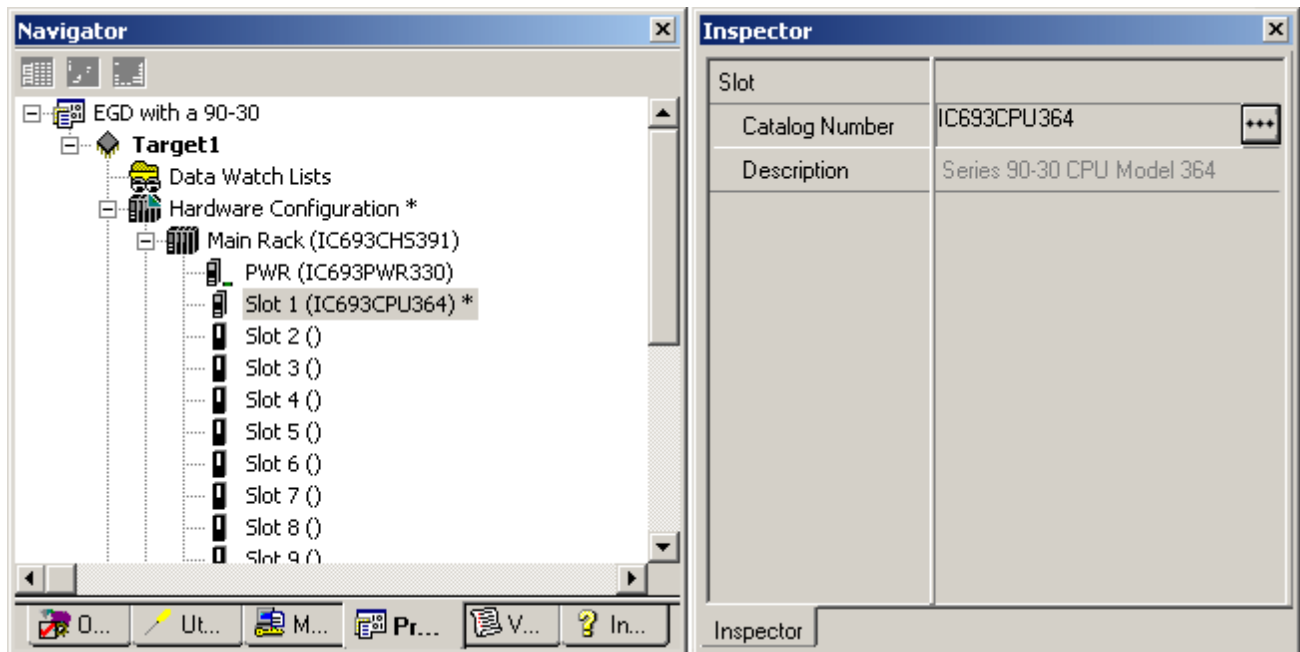 Navigator
EGD with a 90-30
Target1
Data Watch Lists
Hardware Configuration *
Main Rack (IC693CHS391)
PWR (IC693PWR330)
Slot 1 (IC693CPU364) *
Slot 2 ()
Slot 3 ()
Slot 4 ()
Slot 5 ()
Slot 6 ()
Slot 7 ()
Slot 8 ()
Slot 9 ()
O...
Ut...
M...
Pr...
V...
In...
Inspector
Slot
Catalog Number IC693CPU364
Description Series 90-30 CPU Model 364
Inspector